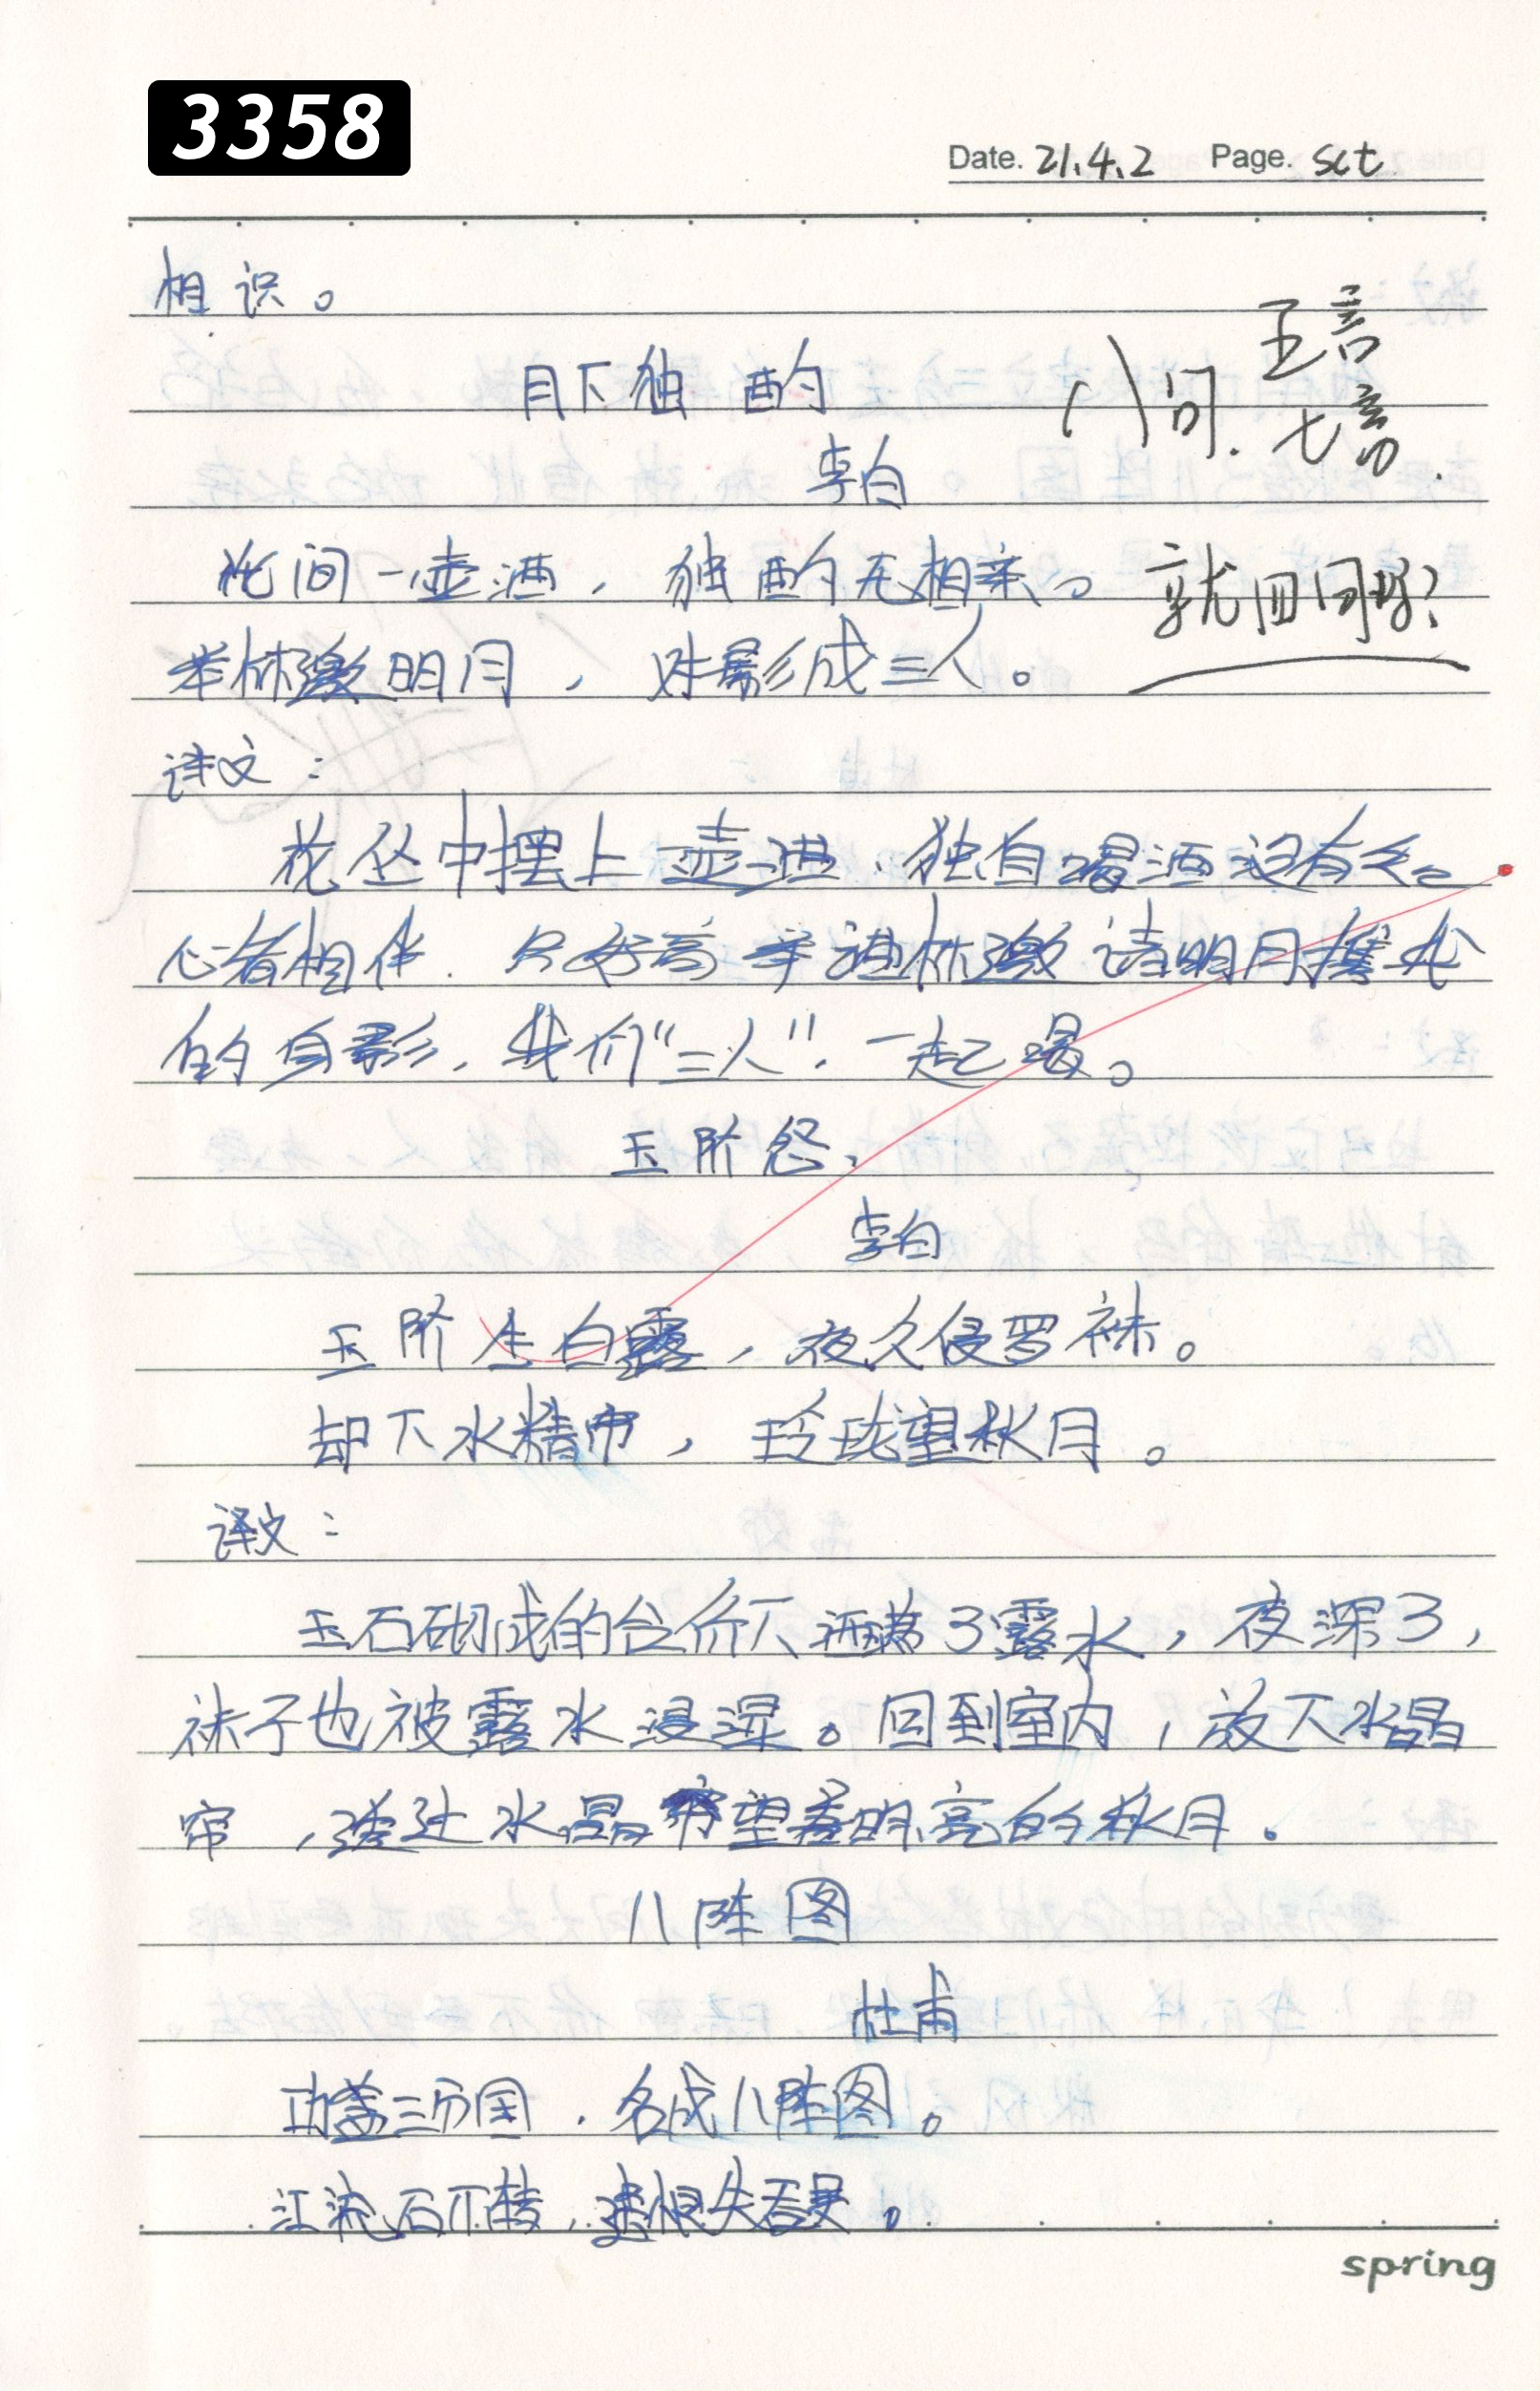 3358
Date. 21.4.2 Page. sct
相识。
月下独酌
八句. 五言
七言.
李白
花间一壶酒，独酌无相亲。
就四句吗?
举杯邀明月，对影成三人。
译文：
花丛中摆上壶酒，独自喝酒没有知
心者相伴. 只好高举酒杯邀请明月携
的身影，我们“三人”，一起喝。
玉阶怨，
李白
玉阶生白露，夜久侵罗袜。
却下水精帘，玲珑望秋月。
译文：
玉石砌成的台阶下洒满了露水，夜深了，
袜子也被露水浸湿。回到室内，放下水晶
帘，透过水晶帘望着明亮的秋月。
八阵图
杜甫
功盖三分国，名成八阵图。
江流石不转，遗恨失吞吴。
spring